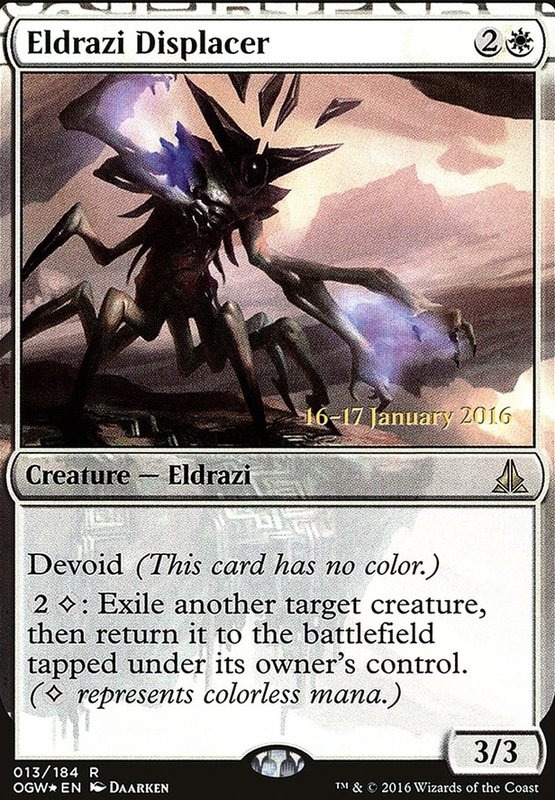 Eldrazi Displacer 2
16–17 January 2016
Creature — Eldrazi
Devoid (This card has no color.)
2 ◇: Exile another target creature,
then return it to the battlefield
tapped under its owner's control.
(◇ represents colorless mana.)
3/3
013/184 R
OGW★EN Daarken
™ & © 2016 Wizards of the Coast